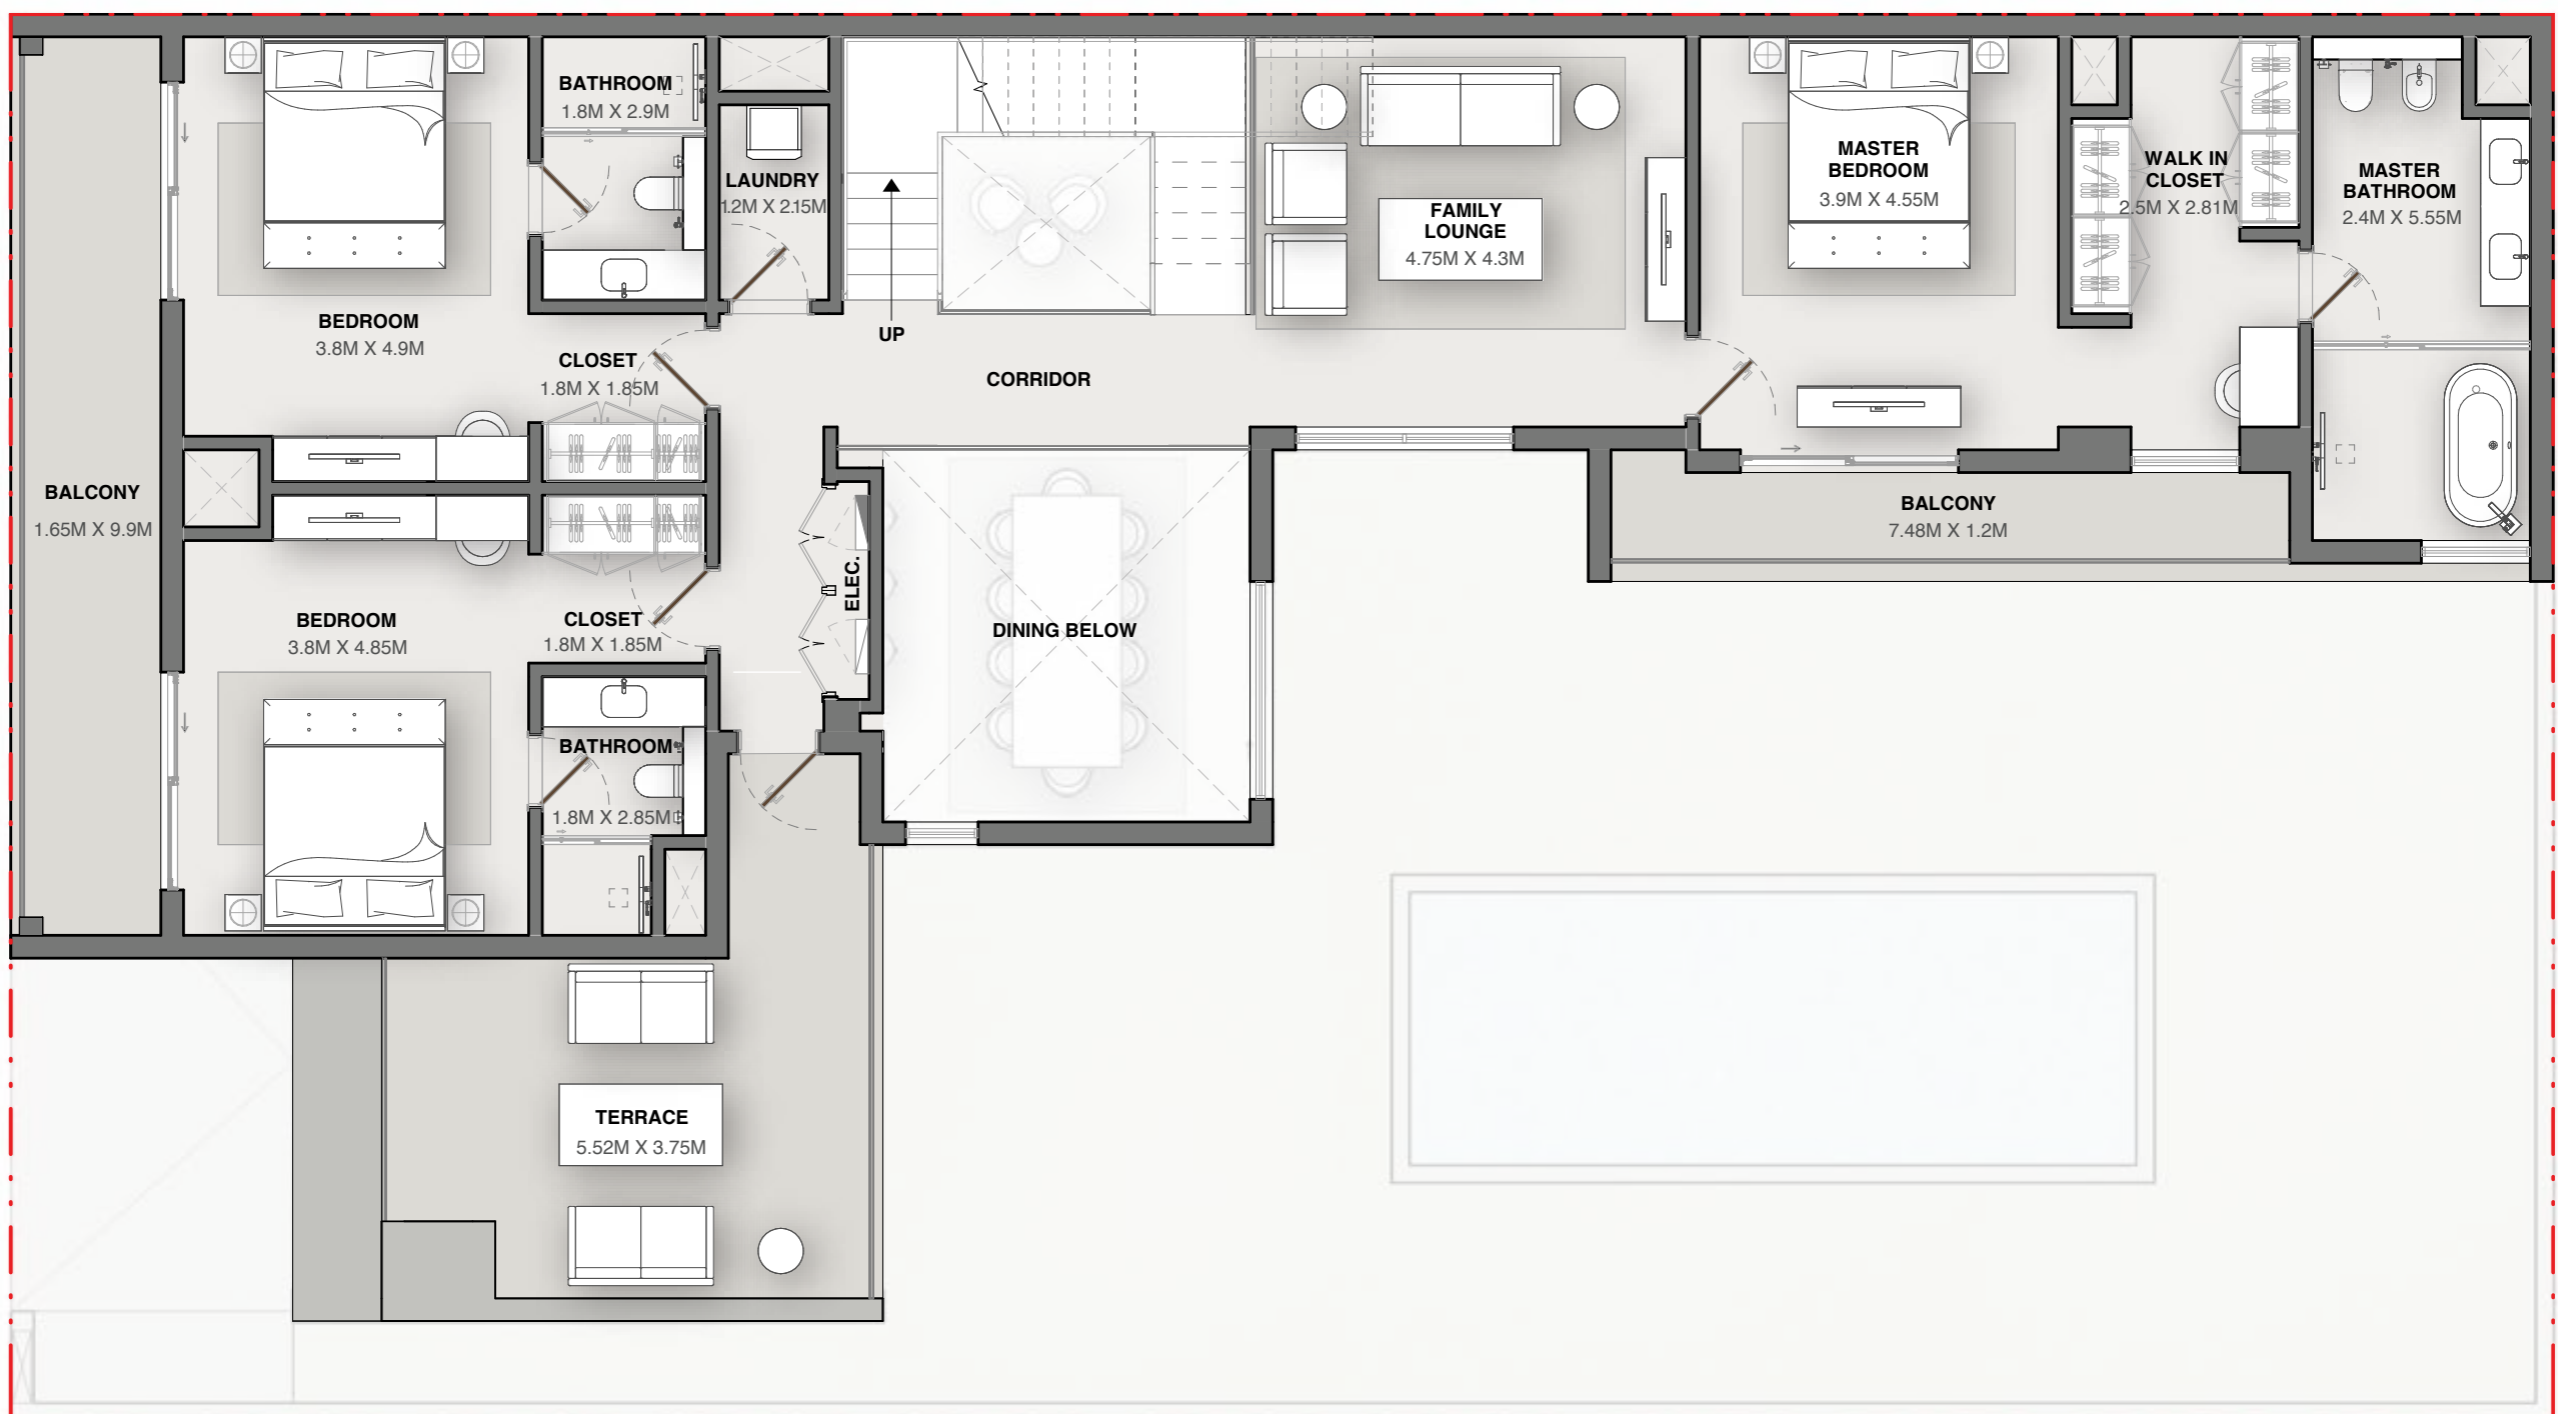 BATHROOM
1.8M X 2.9M
LAUNDRY
1.2M X 2.15M
UP
FAMILY
LOUNGE
4.75M X 4.3M
MASTER
BEDROOM
3.9M X 4.55M
WALK IN
CLOSET
2.5M X 2.81M
MASTER
BATHROOM
2.4M X 5.55M
BEDROOM
3.8M X 4.9M
CLOSET
1.8M X 1.85M
CORRIDOR
BALCONY
1.65M X 9.9M
BALCONY
7.48M X 1.2M
ELEC.
BEDROOM
3.8M X 4.85M
CLOSET
1.8M X 1.85M
DINING BELOW
BATHROOM
1.8M X 2.85M
TERRACE
5.52M X 3.75M